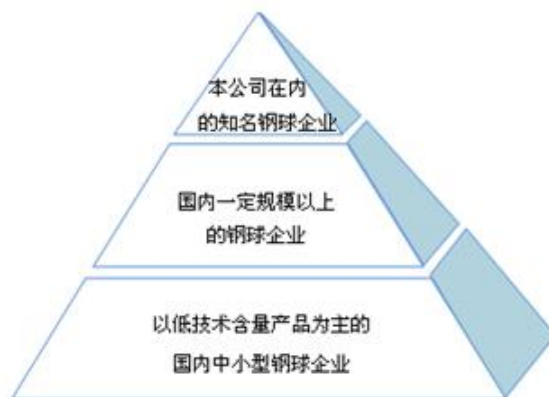 本公司在内
的知名钢球企业
国内一定规模以上
的钢球企业
以低技术含量产品为主的
国内中小型钢球企业